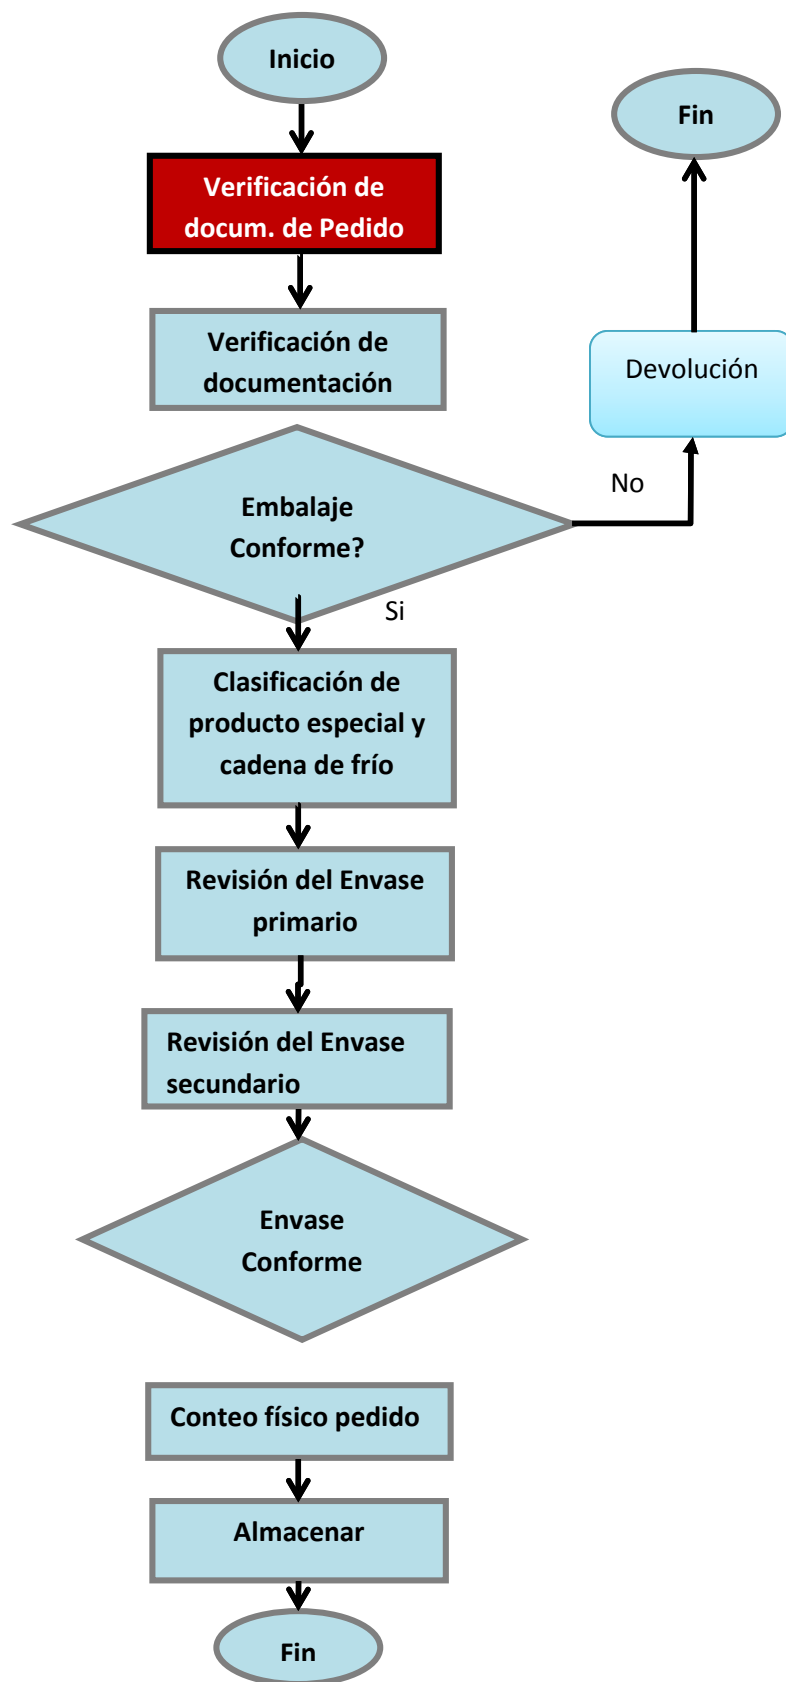 Inicio
Fin
Verificación de
docum. de Pedido
Verificación de
documentación
Devolución
No
Embalaje
Conforme?
Si
Clasificación de
producto especial y
cadena de frío
Revisión del Envase
primario
Revisión del Envase
secundario
Envase
Conforme
Conteo físico pedido
Almacenar
Fin